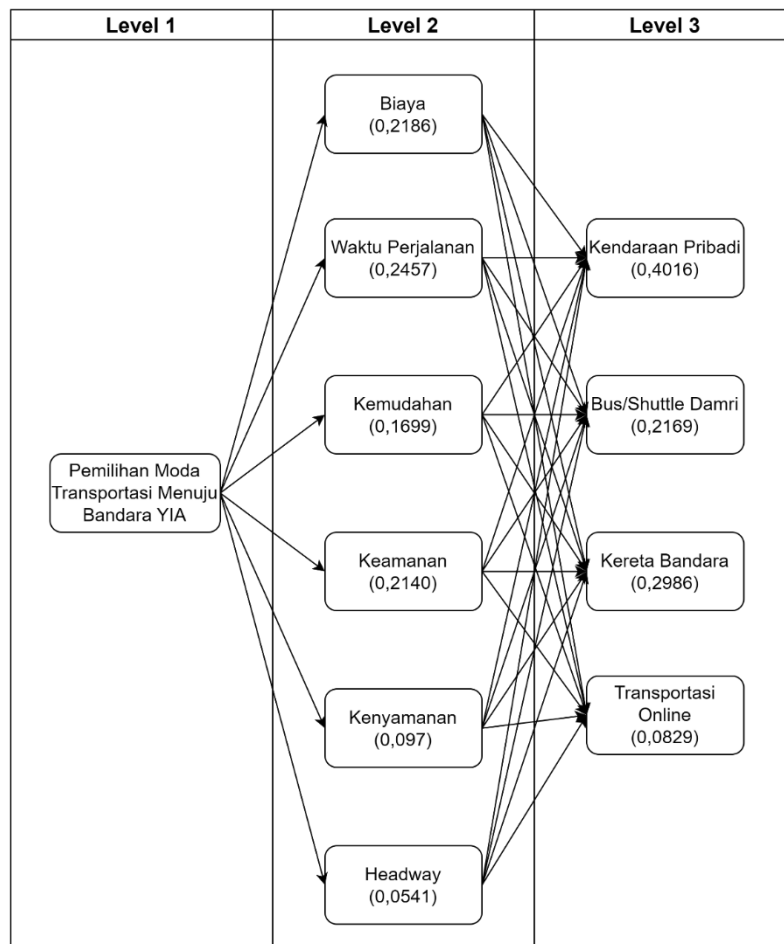 Level 1
Level 2
Level 3
Pemilihan Moda
Transportasi Menuju
Bandara YIA
Biaya
(0,2186)
Waktu Perjalanan
(0,2457)
Kemudahan
(0,1699)
Keamanan
(0,2140)
Kenyamanan
(0,097)
Headway
(0,0541)
Kendaraan Pribadi
(0,4016)
Bus/Shuttle Damri
(0,2169)
Kereta Bandara
(0,2986)
Transportasi
Online
(0,0829)